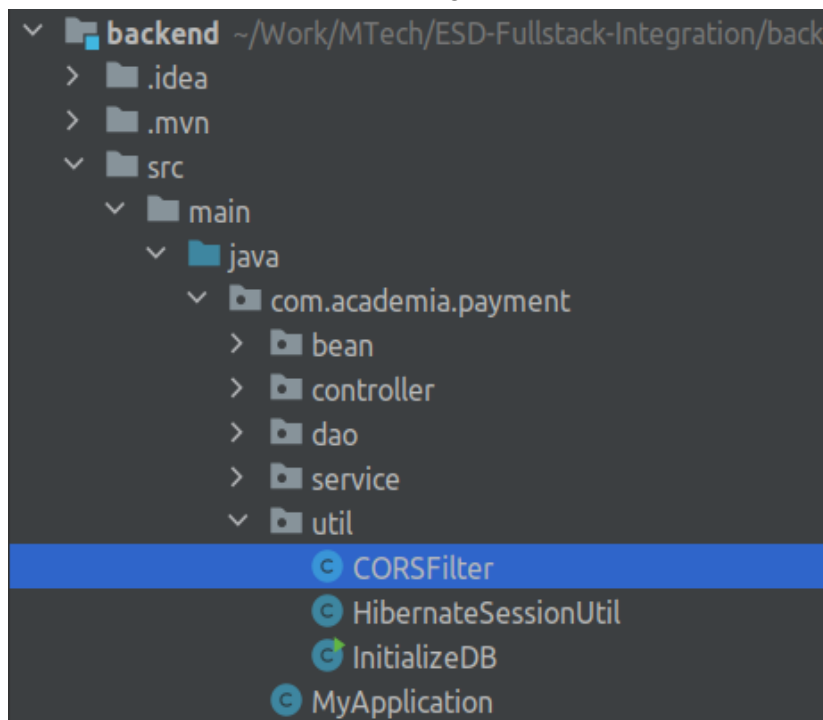 backend ~/Work/MTech/ESD-Fullstack-Integration/back
.idea
.mvn
src
main
java
com.academia.payment
bean
controller
dao
service
util
C CORSFilter
C HibernateSessionUtil
C InitializeDB
C MyApplication